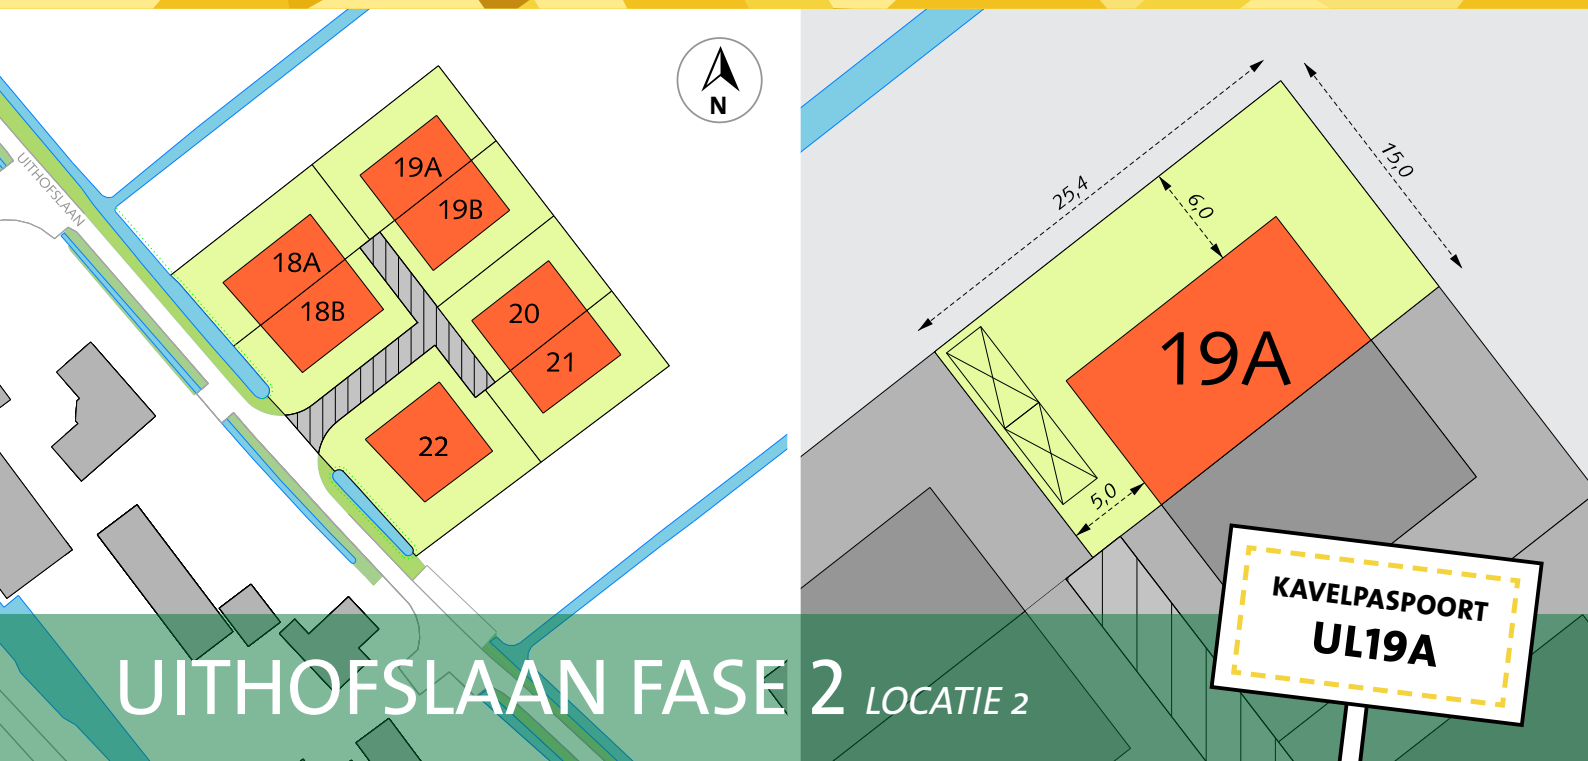 UITHOFSLAAN
N
19A
19B
18A
18B
20
21
22
25,4
15,0
6,0
19A
5,0
KAVELPASPOORT
UL19A
UITHOFSLAAN FASE 2 LOCATIE 2